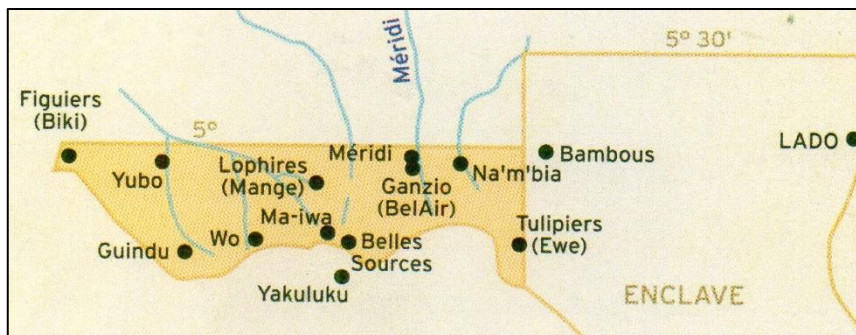 5° 30'
Méridi
Figuiers
(Biki)
5°
LADO
Méridi
Bambous
Yubo
Lophires
(Mange)
Na'm'bia
Ganzio
(BelAir)
Ma-iwa
Tulipiers
(Ewe)
Guindu
Wo
Belles
Sources
Yakuluku
ENCLAVE